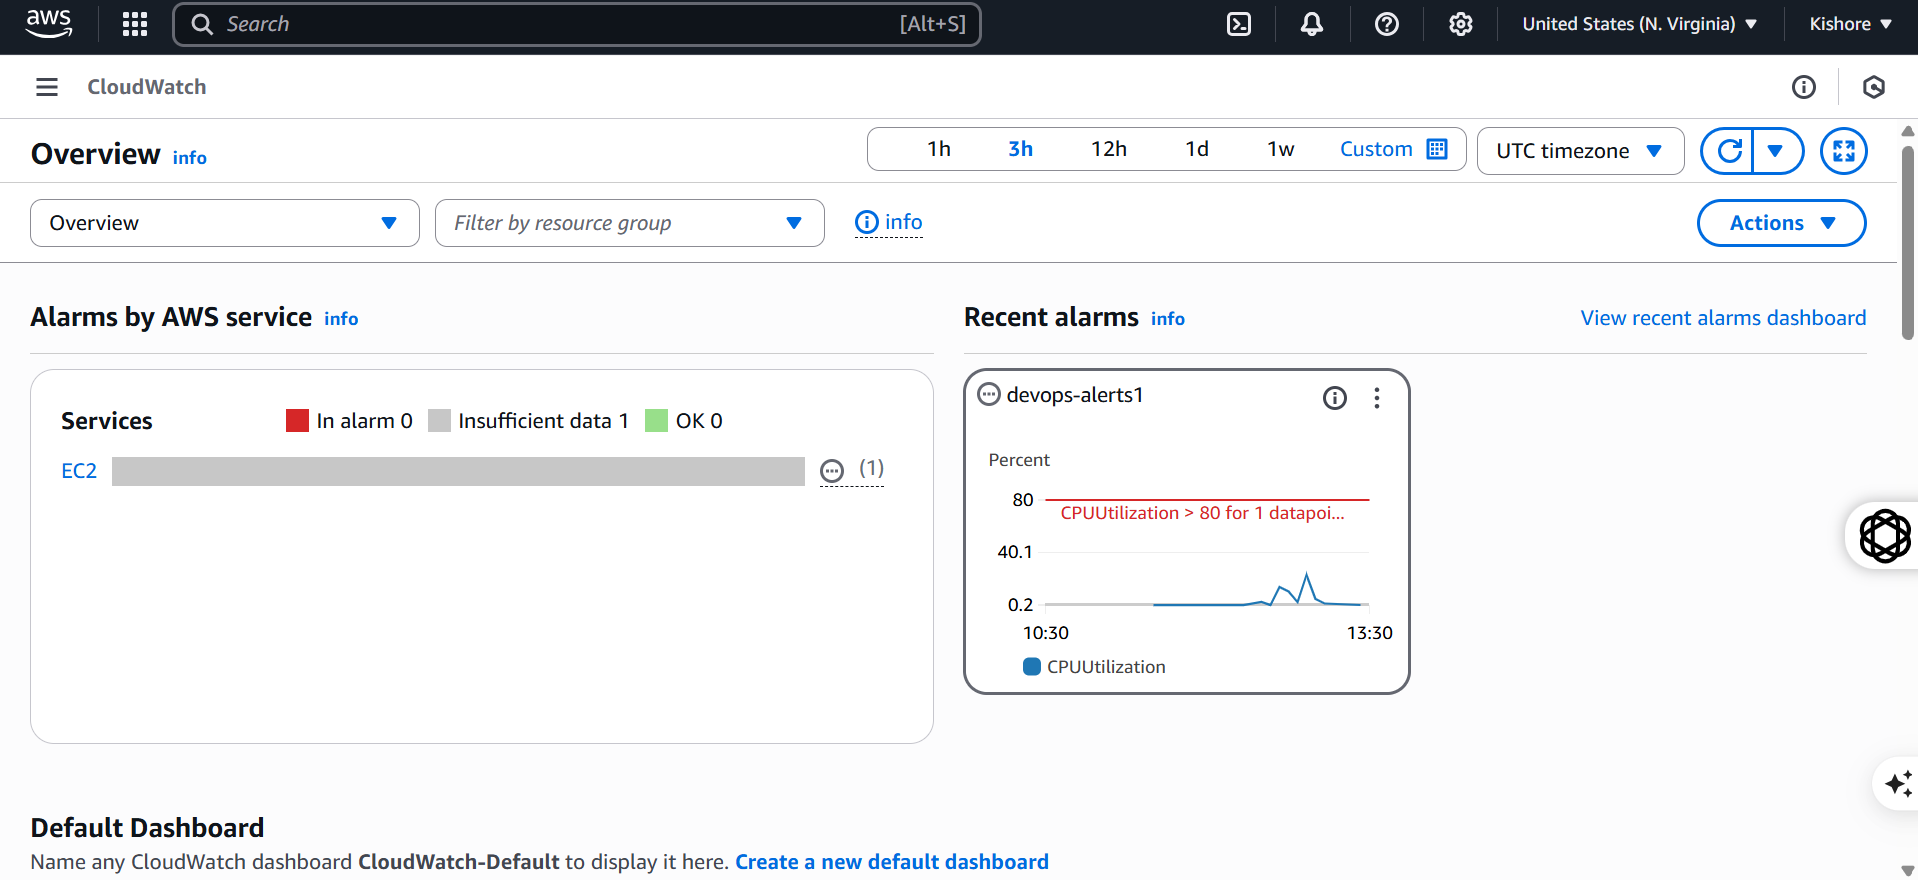 aws
Search [Alt+S]
United States (N. Virginia)
Kishore
CloudWatch
Overview info
1h 3h 12h 1d 1w Custom
UTC timezone
Overview
Filter by resource group
info
Actions
Alarms by AWS service info
Services
In alarm 0 Insufficient data 1 OK 0
EC2 (1)
Recent alarms info
View recent alarms dashboard
devops-alerts1
Percent
80
CPUUtilization > 80 for 1 datapoi...
40.1
0.2
10:30 13:30
CPUUtilization
Default Dashboard
Name any CloudWatch dashboard CloudWatch-Default to display it here. Create a new default dashboard